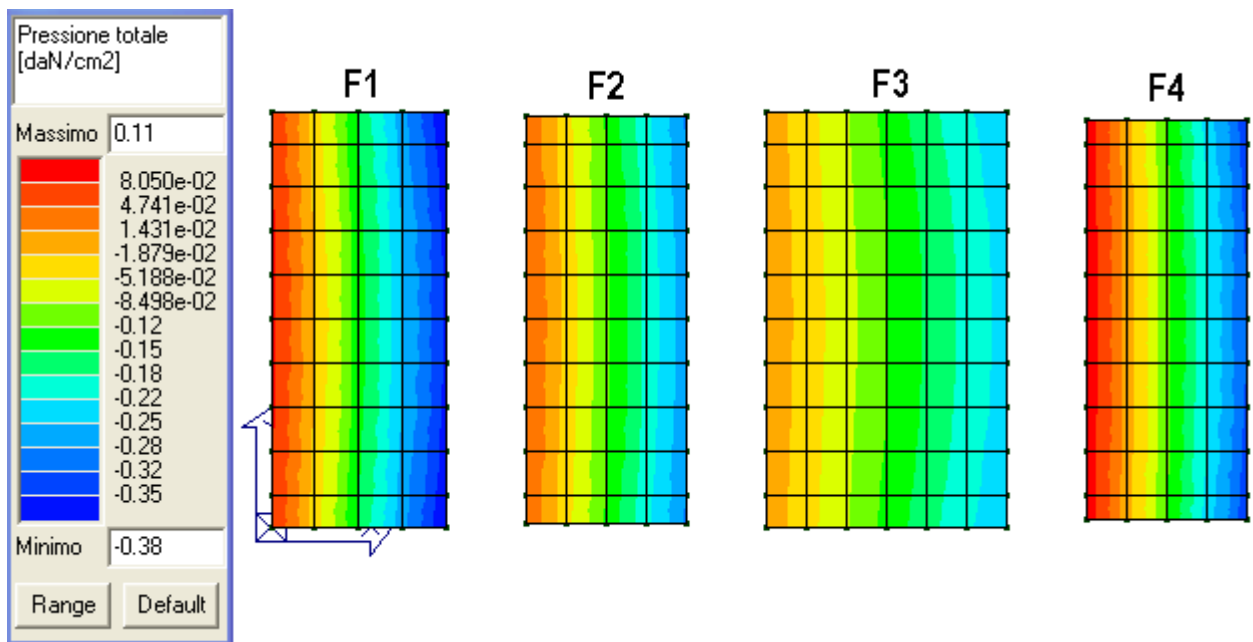 Pressione totale
[daN/cm2]
Massimo 0.11
8.050e-02
4.741e-02
1.431e-02
-1.879e-02
-5.188e-02
-8.498e-02
-0.12
-0.15
-0.18
-0.22
-0.25
-0.28
-0.32
-0.35
Minimo -0.38
Range Default
F1 F2 F3 F4